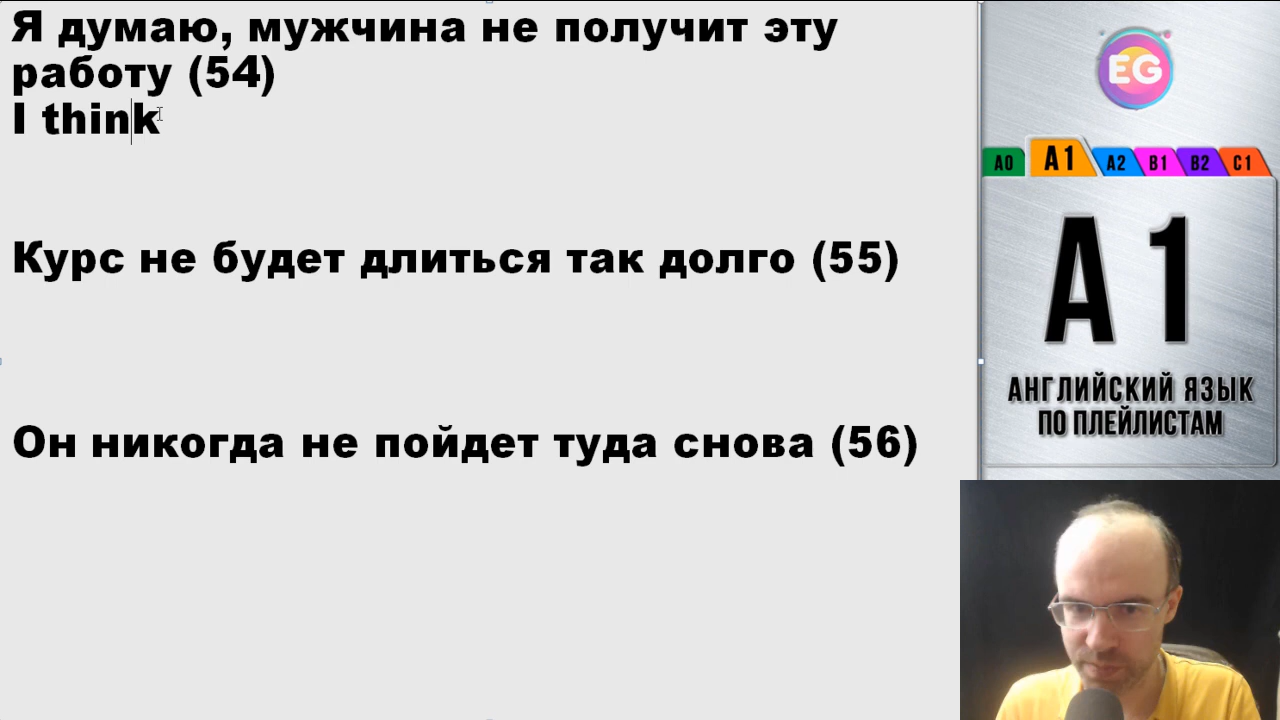 Я думаю, мужчина не получит эту
работу (54)
I think
Курс не будет длиться так долго (55)
Он никогда не пойдет туда снова (56)
EG
A0 A1 A2 B1 B2 C1
A 1
АНГЛИЙСКИЙ ЯЗЫК
ПО ПЛЕЙЛИСТАМ